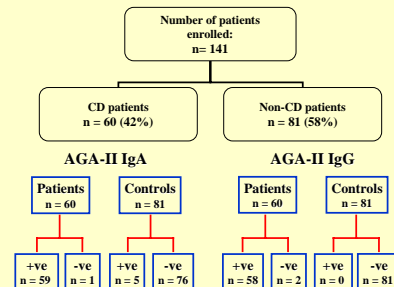 Number of patients
enrolled:
n= 141
CD patients
n = 60 (42%)
Non-CD patients
n = 81 (58%)
AGA-II IgA
AGA-II IgG
Patients
n = 60
Controls
n = 81
Patients
n = 60
Controls
n = 81
+ve
n = 59
-ve
n = 1
+ve
n = 5
-ve
n = 76
+ve
n = 58
-ve
n = 2
+ve
n = 0
-ve
n = 81